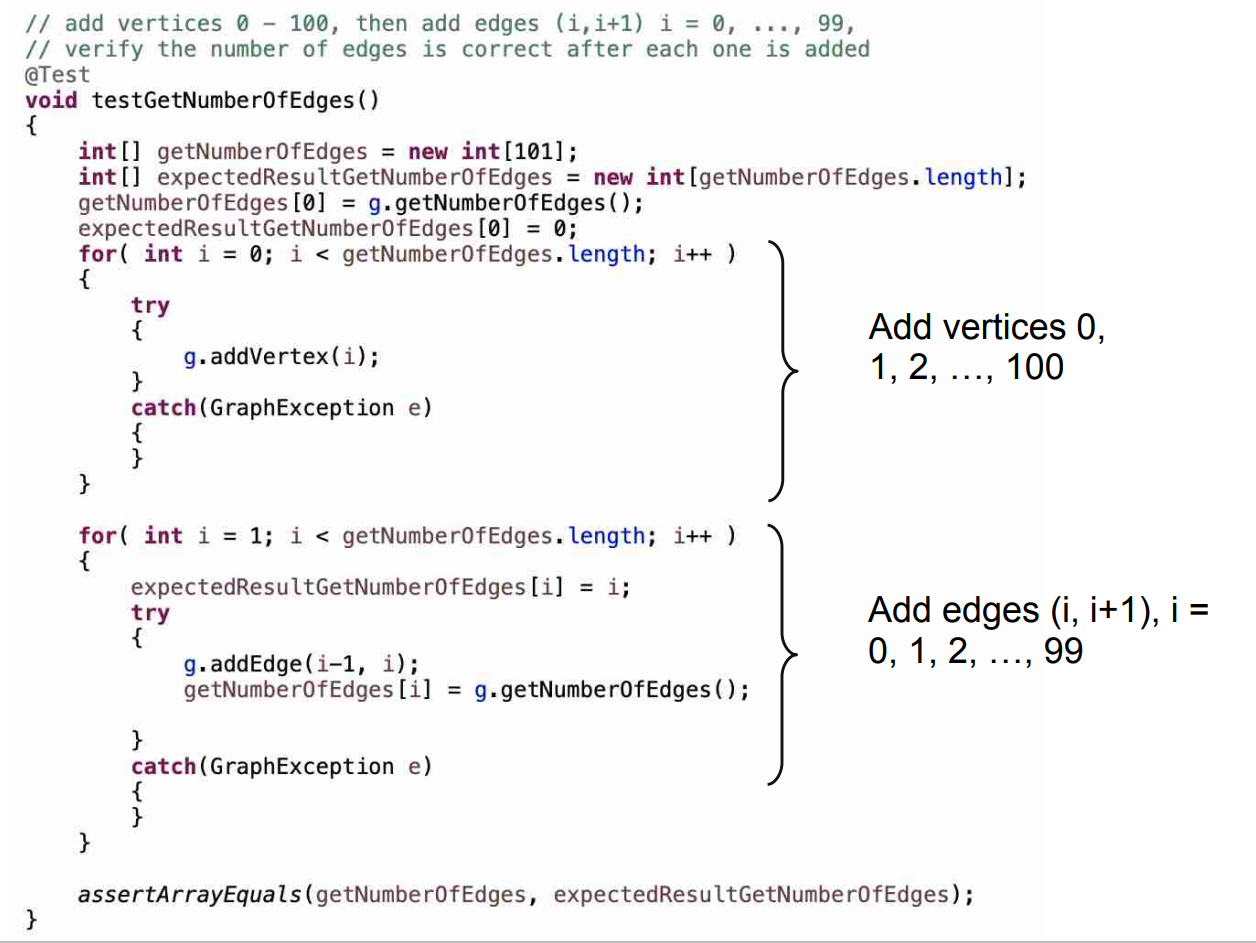 // add vertices 0 – 100, then add edges (i,i+1) i = 0, ..., 99,
// verify the number of edges is correct after each one is added
@Test
void testGetNumberOfEdges()
{
    int[] getNumberOfEdges = new int[101];
    int[] expectedResultGetNumberOfEdges = new int[getNumberOfEdges.length];
    getNumberOfEdges[0] = g.getNumberOfEdges();
    expectedResultGetNumberOfEdges[0] = 0;
    for( int i = 0; i < getNumberOfEdges.length; i++ )
    {
        try
        {
            g.addVertex(i);
        }
        catch(GraphException e)
        {
        }
    }
Add vertices 0,
1, 2, …, 100
    for( int i = 1; i < getNumberOfEdges.length; i++ )
    {
        expectedResultGetNumberOfEdges[i] = i;
        try
        {
            g.addEdge(i–1, i);
            getNumberOfEdges[i] = g.getNumberOfEdges();
        }
        catch(GraphException e)
        {
        }
    }
Add edges (i, i+1), i =
0, 1, 2, …, 99
    assertArrayEquals(getNumberOfEdges, expectedResultGetNumberOfEdges);
}